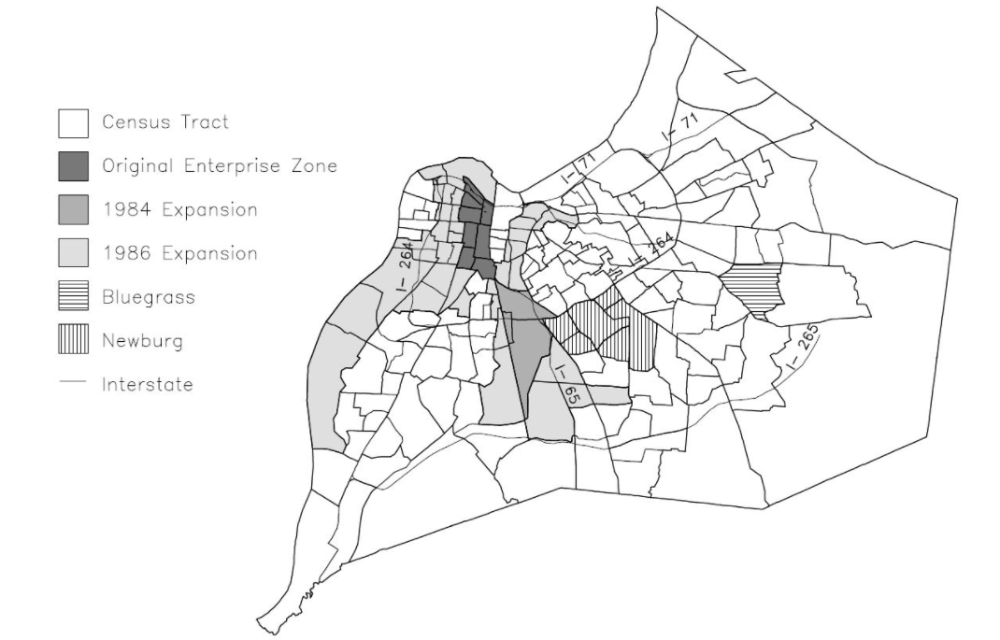 Census Tract
Original Enterprise Zone
1984 Expansion
1986 Expansion
Bluegrass
Newburg
Interstate
I- 71
I-71
I- 264
I- 264
I- 265
I- 65